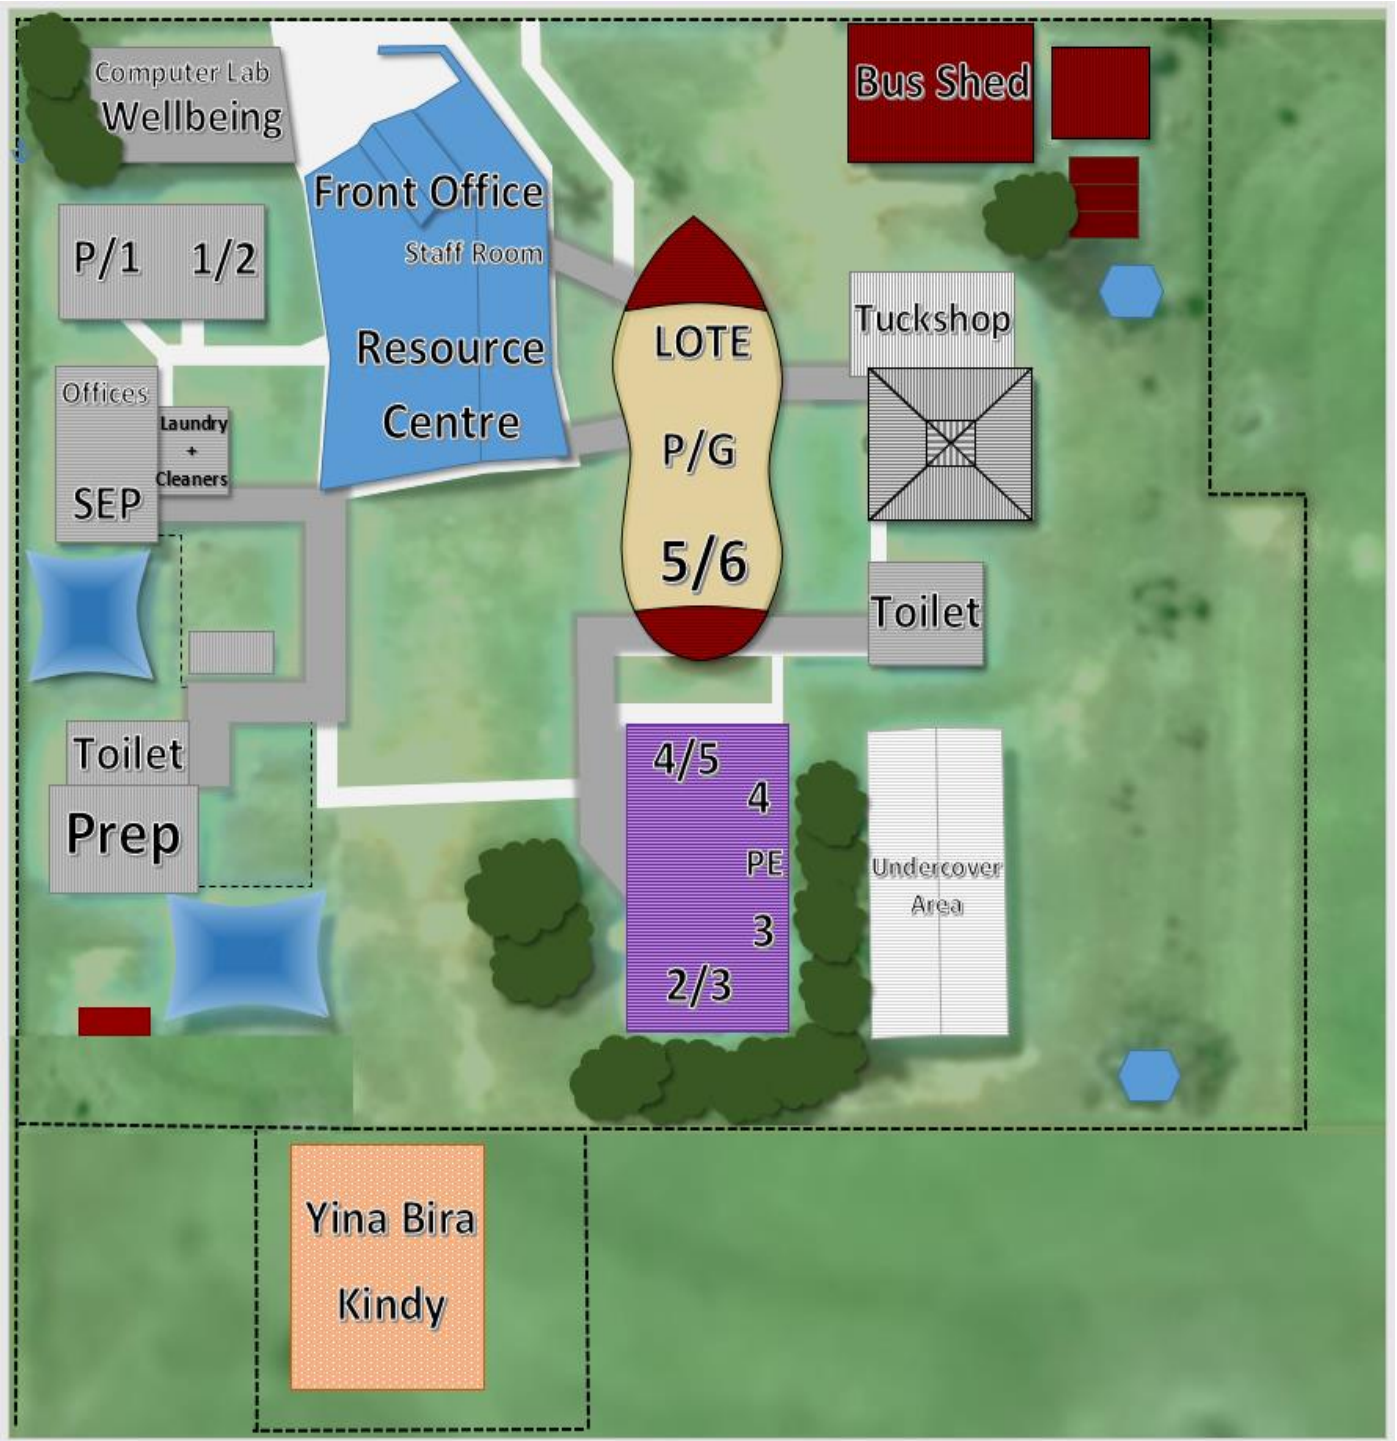 Computer Lab
Wellbeing
Bus Shed
Front Office
Staff Room
Resource
Centre
P/1 1/2
LOTE
P/G
5/6
Tuckshop
Offices
SEP
Laundry
+
Cleaners
Toilet
Toilet
Prep
4/5
4
PE
3
2/3
Undercover
Area
Yina Bira
Kindy